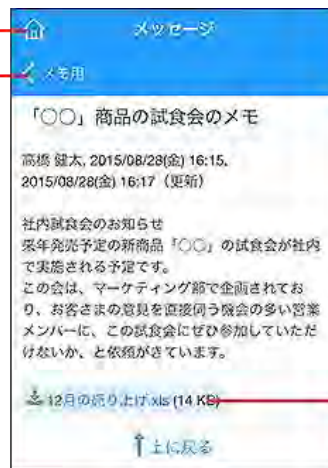 メッセージ
メモ用
「〇〇」商品の試食会のメモ
高橋 健太, 2015/08/28(金) 16:15,
2015/08/28(金) 16:17（更新）
社内試食会のお知らせ
来年発売予定の新商品「〇〇」の試食会が社内
で実施される予定です。
この会は、マーケティング部で企画されてお
り、お客さまの意見を直接伺う機会の多い営業
メンバーに、この試食会にぜひ参加していただ
けないか、と依頼がきています。
12月の売り上げ.xls (14 KB)
上に戻る